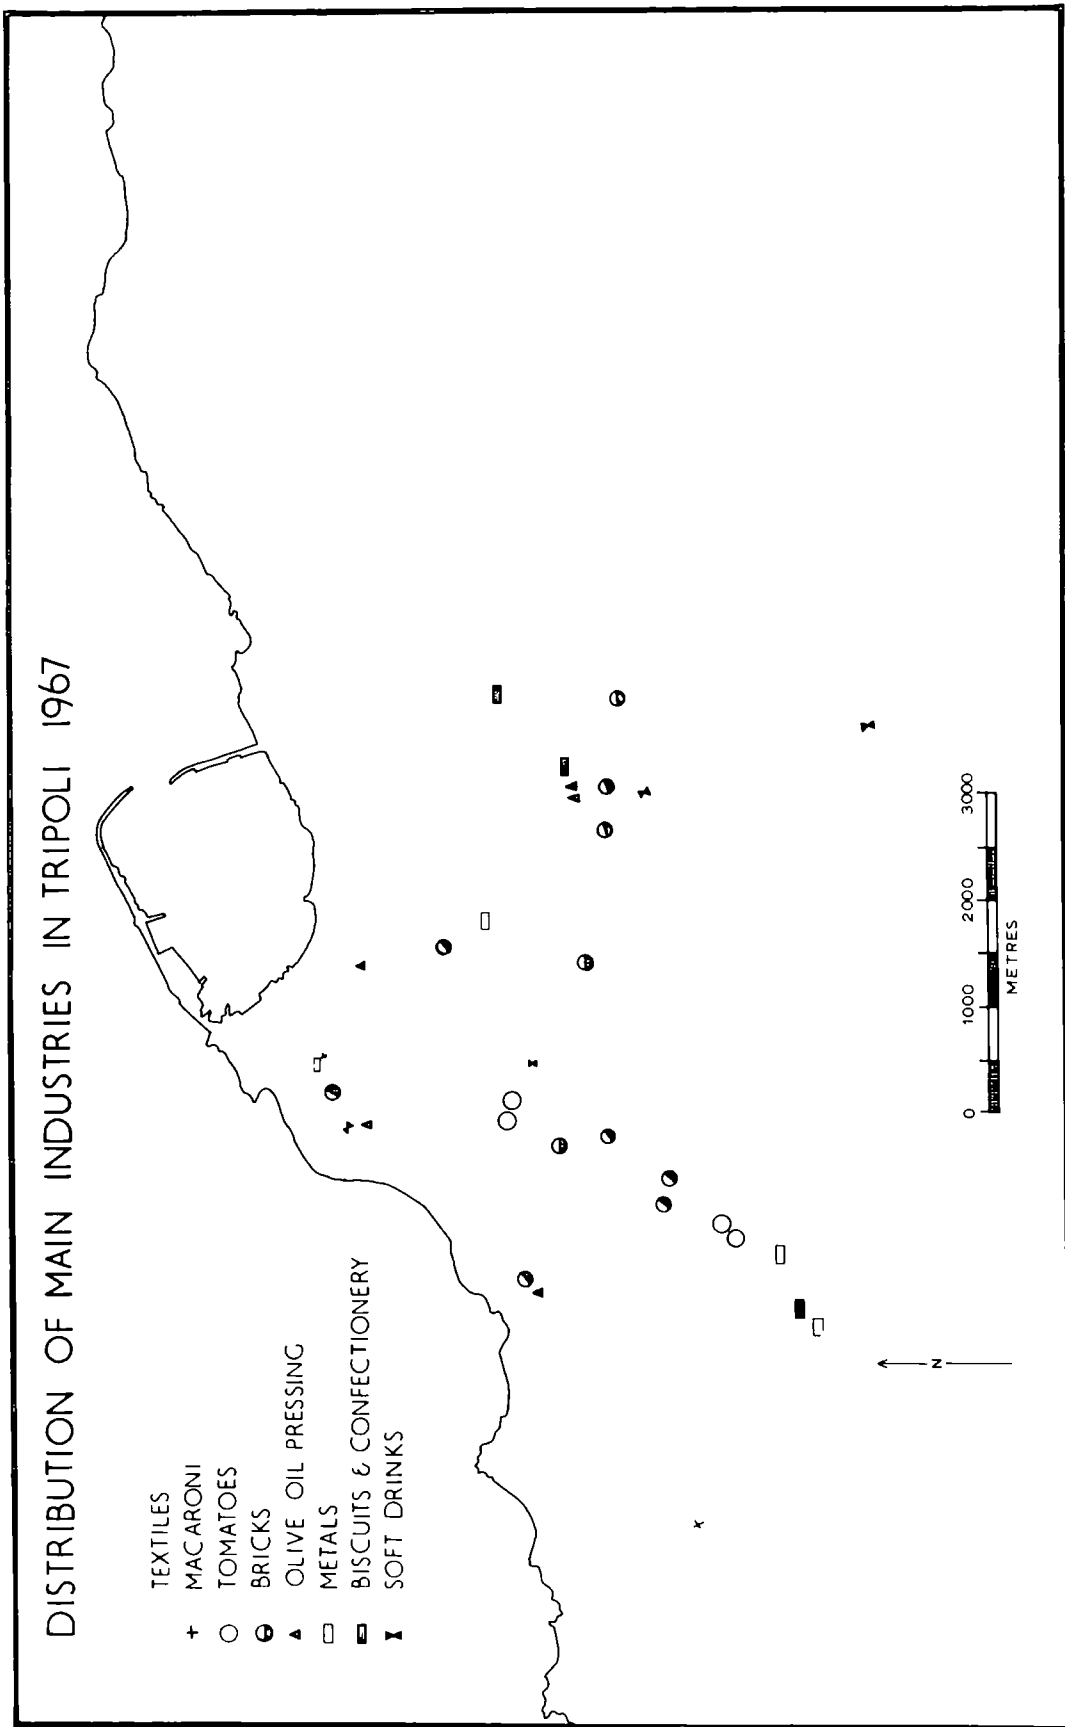 DISTRIBUTION OF MAIN INDUSTRIES IN TRIPOLI 1967
TEXTILES
MACARONI
TOMATOES
BRICKS
OLIVE OIL PRESSING
METALS
BISCUITS & CONFECTIONERY
SOFT DRINKS
N
0 1000 2000 3000
METRES